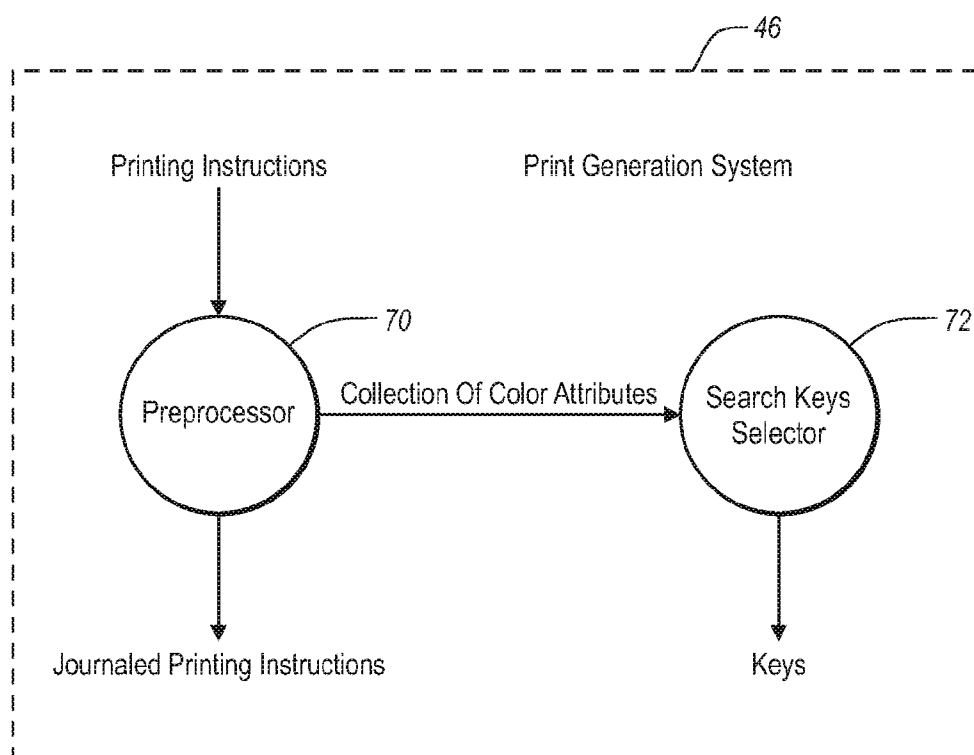 46
Printing Instructions
Print Generation System
70
72
Preprocessor
Collection Of Color Attributes
Search Keys
Selector
Journaled Printing Instructions
Keys